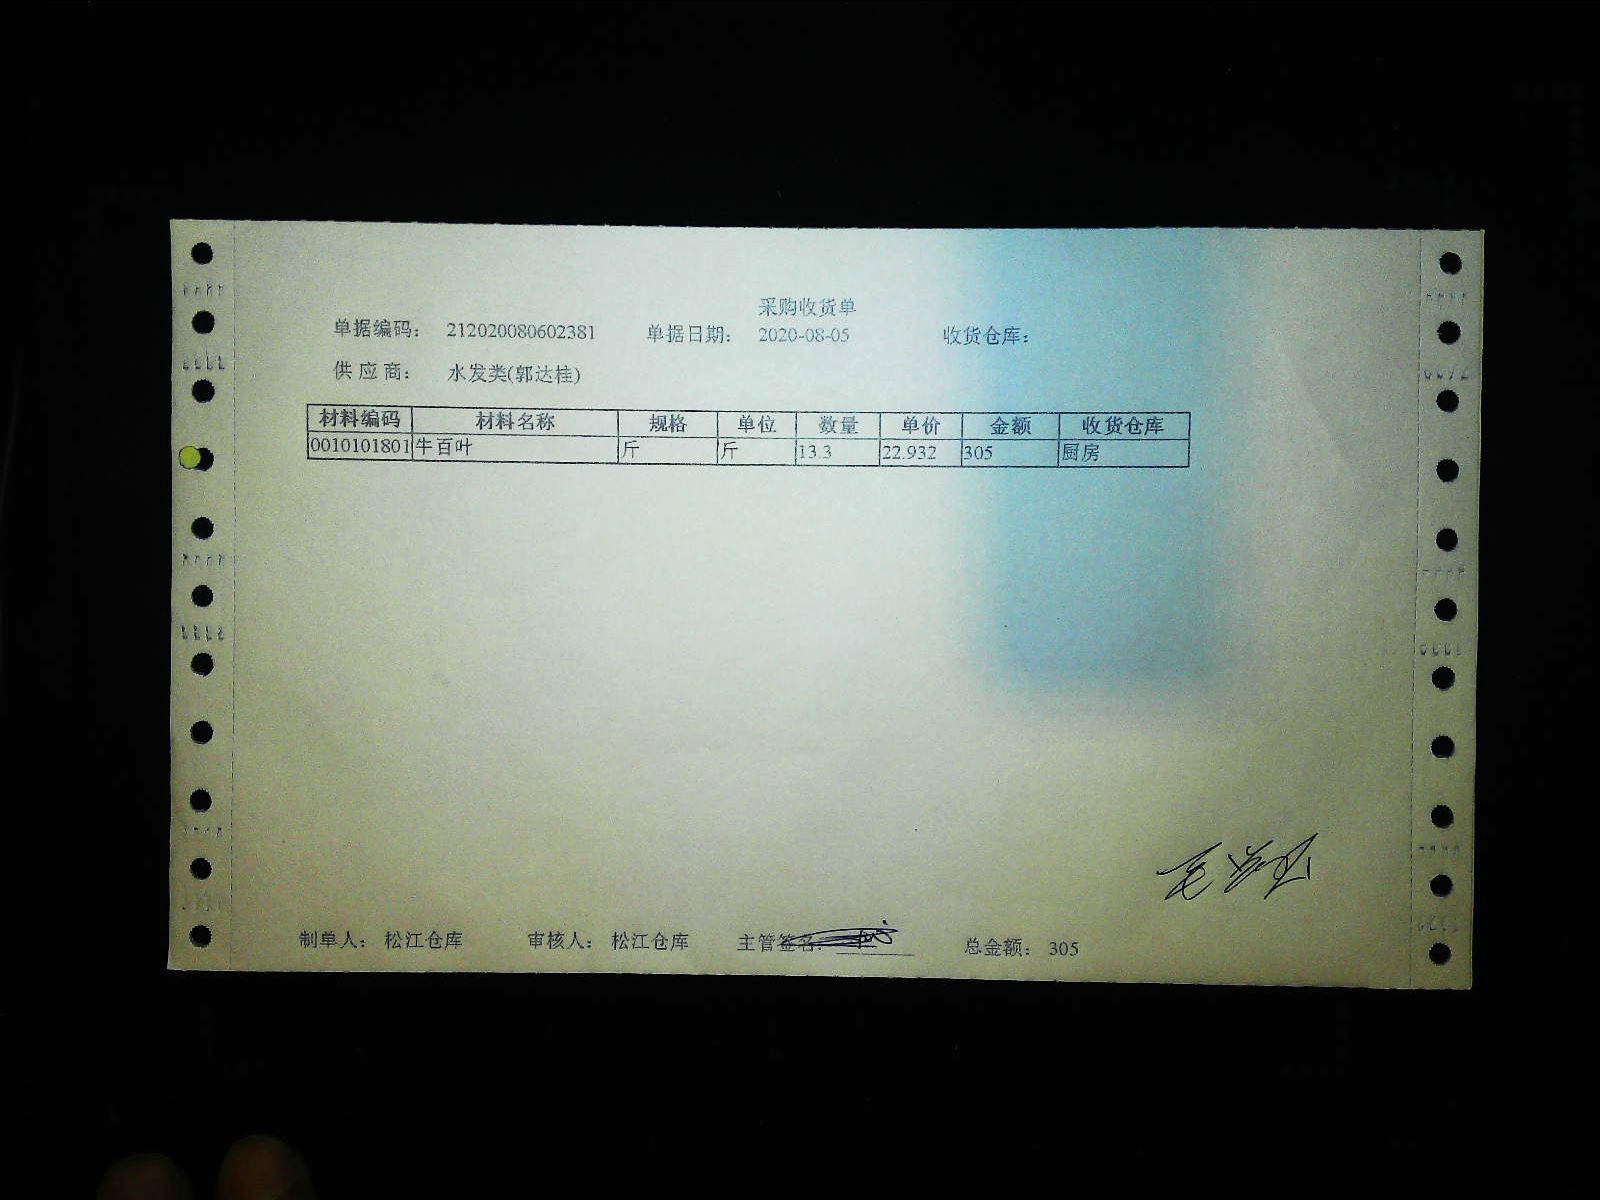 采购收货单
单据编码： 212020080602381 单据日期： 2020-08-05 收货仓库：
供应商： 水发类(郭达桂)
材料编码 材料名称 规格 单位 数量 单价 金额 收货仓库
0010101801 牛百叶 斤 斤 13.3 22.932 305 厨房
制单人： 松江仓库 审核人： 松江仓库 主管签名： 总金额： 305